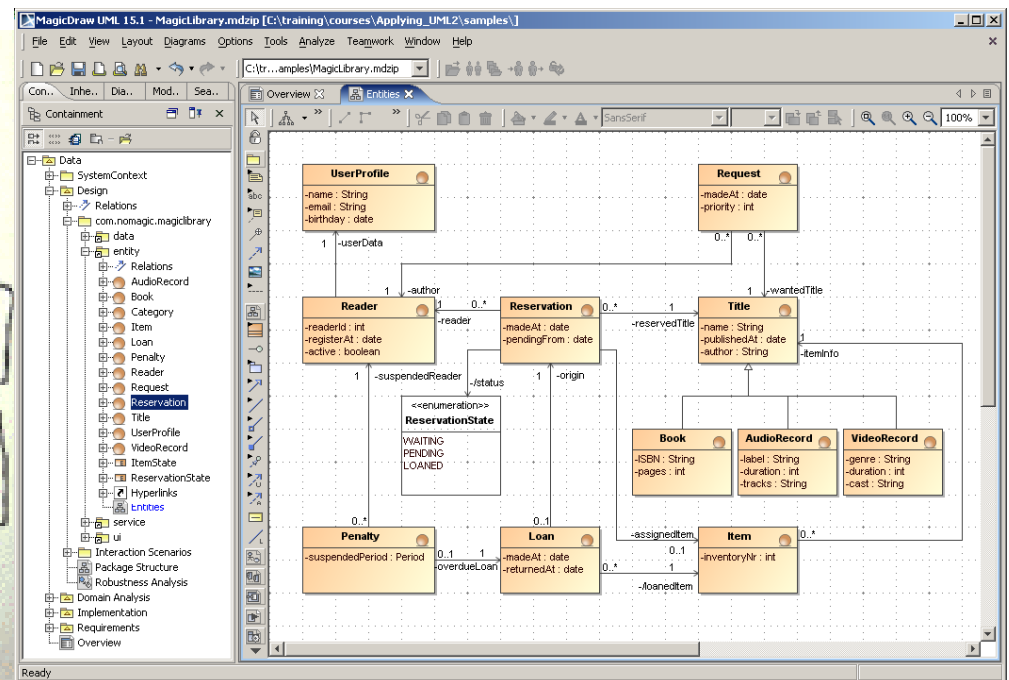 MagicDraw UML 15.1 - MagicLibrary.mdzip [C:\training\courses\Applying_UML2\samples\]
File Edit View Layout Diagrams Options Tools Analyze Teamwork Window Help
C:\tr...amples\MagicLibrary.mdzip
Con.. Inhe.. Dia.. Mod.. Sea..
Containment
Data
SystemContext
Design
Relations
com.nomagic.magiclibrary
data
entity
Relations
AudioRecord
Book
Category
Item
Loan
Penalty
Reader
Request
Reservation
Title
UserProfile
VideoRecord
ItemState
ReservationState
Hyperlinks
Entities
service
ui
Interaction Scenarios
Package Structure
Robustness Analysis
Domain Analysis
Implementation
Requirements
Overview
Overview Entities
SansSerif 100%
abc
UserProfile
-name : String
-email : String
-birthday : date
1 -userData
Request
-madeAt : date
-priority : int
0..* 0..*
1 -author
1 -wantedTitle
Reader
-readerId : int
-registerAt : date
-active : boolean
1 0..*
-reader
Reservation
-madeAt : date
-pendingFrom : date
0..* 1
-reservedTitle
Title
-name : String
-publishedAt : date
-author : String
1
-itemInfo
1 -suspendedReader
-/status
1 -origin
<<enumeration>>
ReservationState
WAITING
PENDING
LOANED
Book
-ISBN : String
-pages : int
AudioRecord
-label : String
-duration : int
-tracks : String
VideoRecord
-genre : String
-duration : int
-cast : String
0..*
Penalty
-suspendedPeriod : Period
0..1 1
-overdueLoan
0..1
Loan
-madeAt : date
-returnedAt : date
-assignedItem
0..1
0..* 1
-/loanedItem
Item
-inventoryNr : int
0..*
Ready